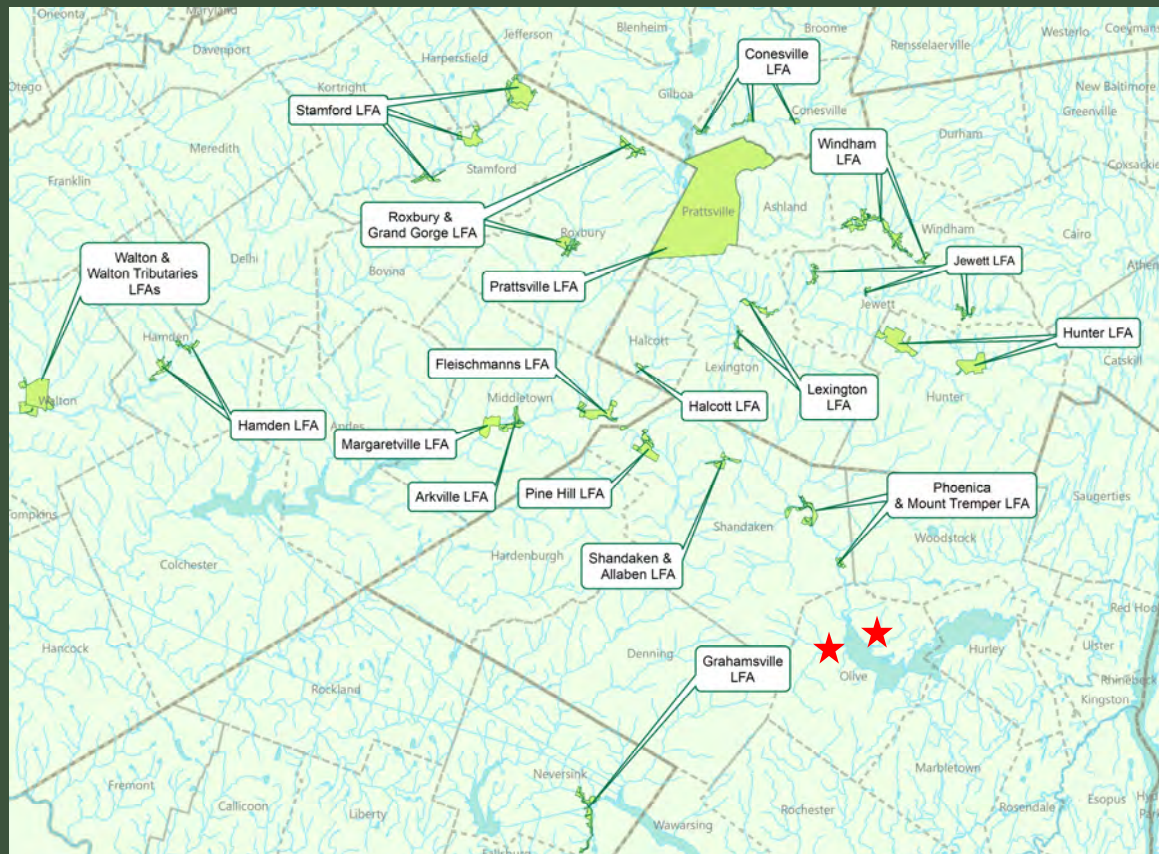 Oneonta
Maryland
Davenport
Jefferson
Harpersfield
Blenheim
Broome
Rensselaerville
Westerlo
Coeymans
Otego
Kortright
Gilboa
Conesville
LFA
Conesville
New Baltimore
Greenville
Stamford LFA
Meredith
Stamford
Windham
LFA
Durham
Coksackie
Franklin
Prattsville
Ashland
Windham
Cairo
Roxbury &
Grand Gorge LFA
Roxbury
Delhi
Bovina
Walton &
Walton Tributaries
LFAs
Prattsville LFA
Jewett LFA
Jewett
Athens
Hamden
Halcott
Lexington
Hunter LFA
Catskill
Fleischmanns LFA
Walton
Middletown
Hamden LFA
Andes
Margaretville LFA
Halcott LFA
Lexington
LFA
Hunter
Arkville LFA
Pine Hill LFA
Phoenica
& Mount Tremper LFA
Saugerties
Tompkins
Shandaken
Woodstock
Hardenburgh
Shandaken &
Allaben LFA
Colchester
Red Hook
Hancock
Denning
Grahamsville
LFA
Olive
Hurley
Ulster
Rhinebeck
Kingston
Rockland
Marbletown
Neversink
Fremont
Callicoon
Liberty
Rochester
Rosendale
Esopus
Hyde
Park
Wawarsing
Fallsburg